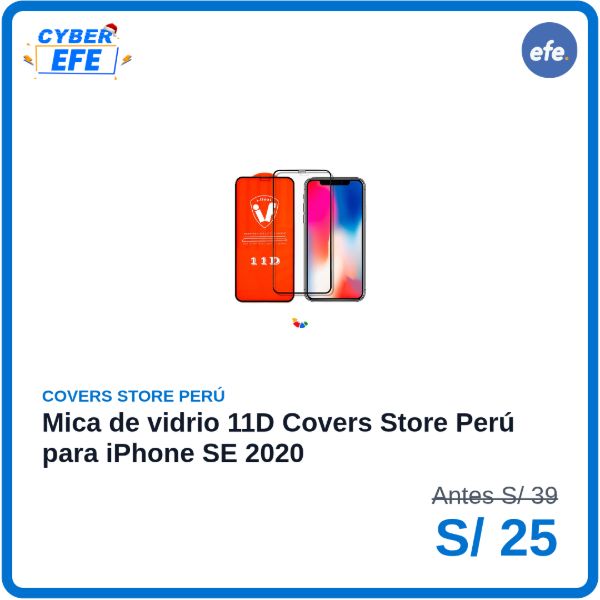 CYBER
EFE
efe.
11D
COVERS STORE PERÚ
Mica de vidrio 11D Covers Store Perú
para iPhone SE 2020
Antes S/ 39
S/ 25